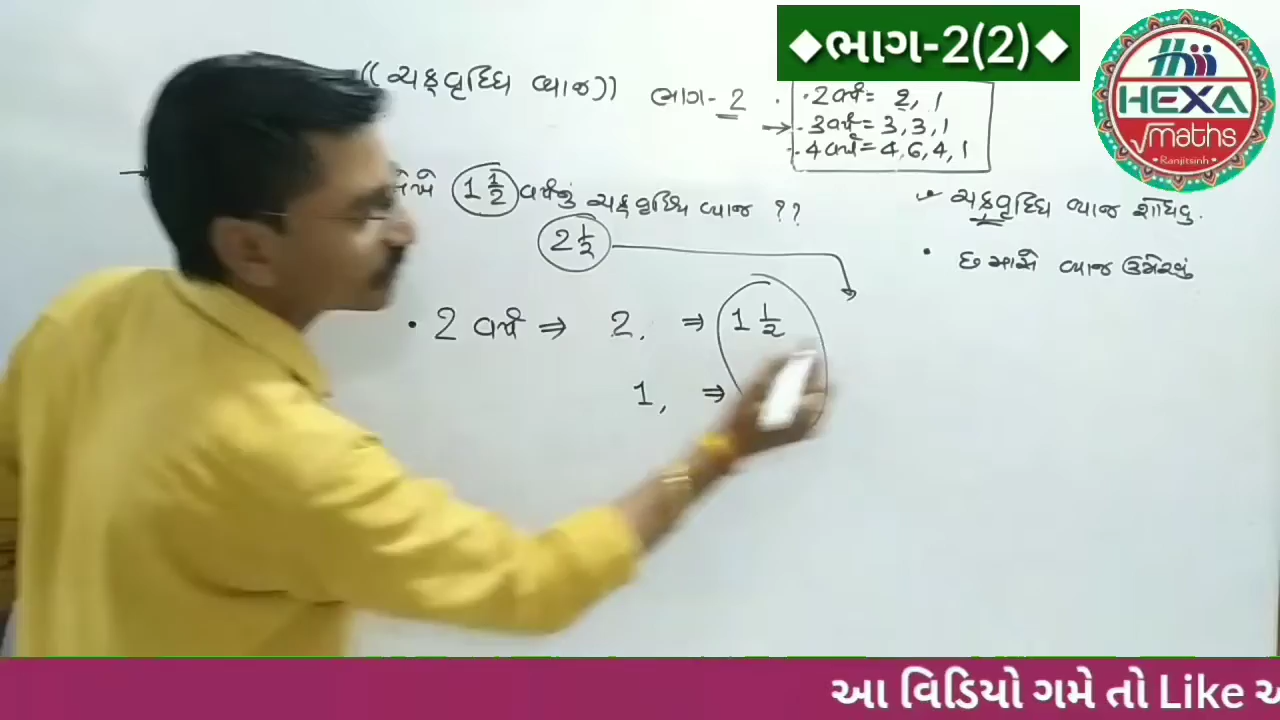 ◆ભાગ-2(2)◆
HEXA
maths
Ranjitsinh
((ચક્રવૃધ્ધિ વ્યાજ)) ભાગ- 2
· 2 વર્ષ = 2, 1
→ · 3 વર્ષ = 3, 3, 1
· 4 વર્ષ = 4, 6, 4, 1
1 1/2 વર્ષનું ચક્રવૃધ્ધિ વ્યાજ ??
2 1/2
ચક્રવૃધ્ધિ વ્યાજ શોધવું.
• છ માસે વ્યાજ ઉમેરવું
• 2 વર્ષ ⇒ 2, ⇒ 1 1/2
1, ⇒
આ વિડિયો ગમે તો Like